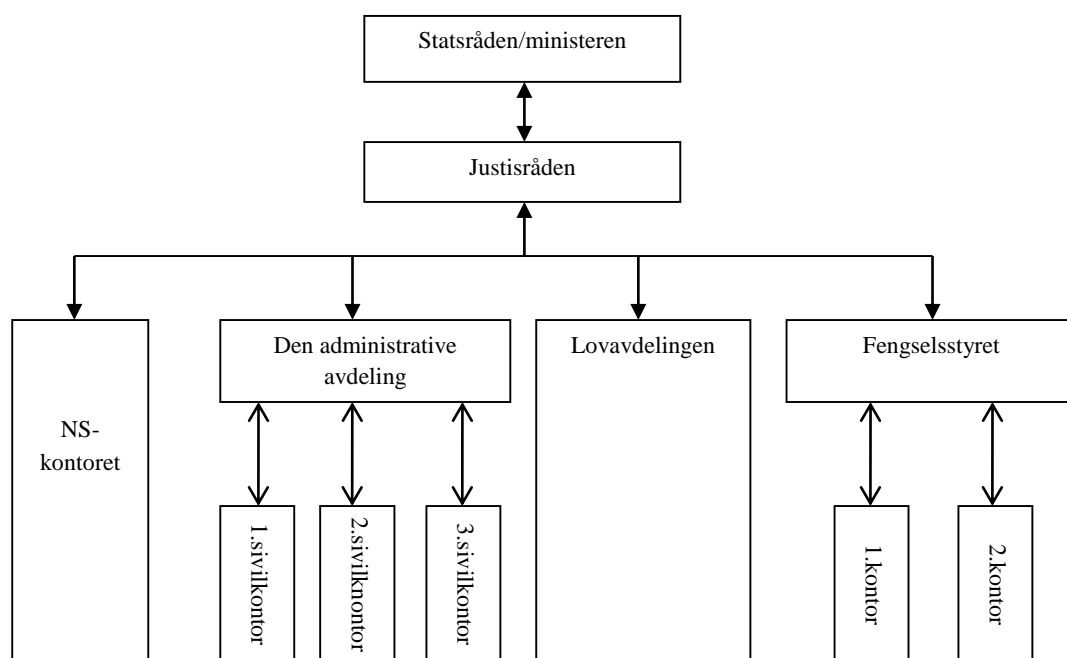 Statsråden/ministeren
Justisråden
Den administrative
avdeling
Lovavdelingen
Fengselsstyret
NS-
kontoret
1.sivilkontor
2.sivilknontor
3.sivilkontor
1.kontor
2.kontor